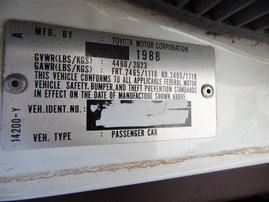 A
MFD. BY : TOYOTA MOTOR CORPORATION
1988
GVWR(LBS/KGS) : 4460/2023
GAWR(LBS/KGS) : FRT.2465/1118 RR.2465/1118
THIS VEHICLE CONFORMS TO ALL APPLICABLE FEDERAL MOTOR
VEHICLE SAFETY,BUMPER,AND THEFT PREVENTION STANDARDS
IN EFFECT ON THE DATE OF MANUFACTURE SHOWN ABOVE.
VEH. IDENT. NO. :
VEH. TYPE : PASSENGER CAR
14200-Y